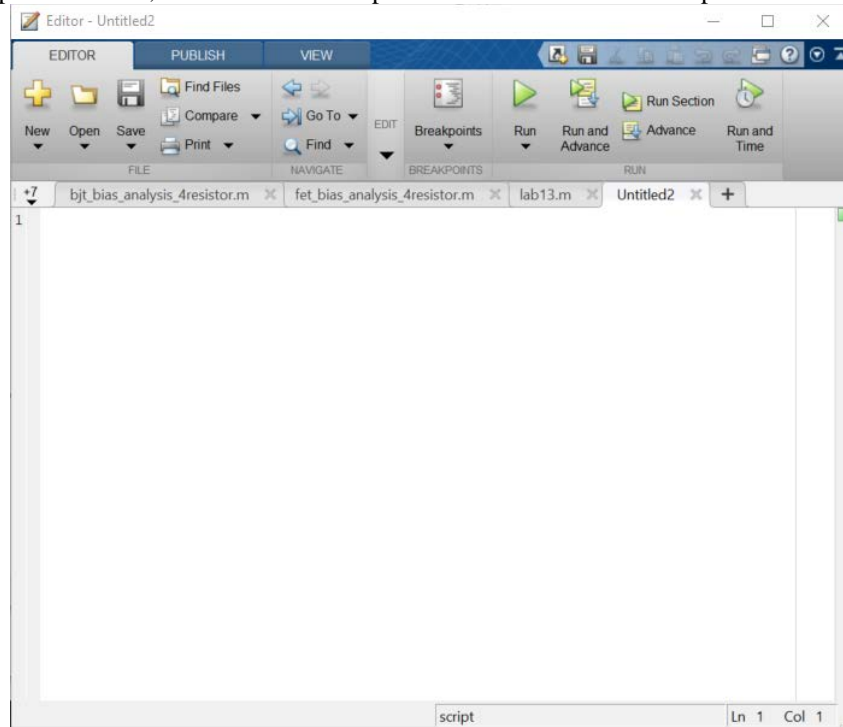 Editor - Untitled2
EDITOR PUBLISH VIEW
Find Files
Compare
Print
New Open Save
Go To
Find
EDIT
Breakpoints
Run
Run and Advance
Run Section
Advance
Run and Time
FILE NAVIGATE BREAKPOINTS RUN
+7 bjt_bias_analysis_4resistor.m fet_bias_analysis_4resistor.m lab13.m Untitled2 +
1
script Ln 1 Col 1